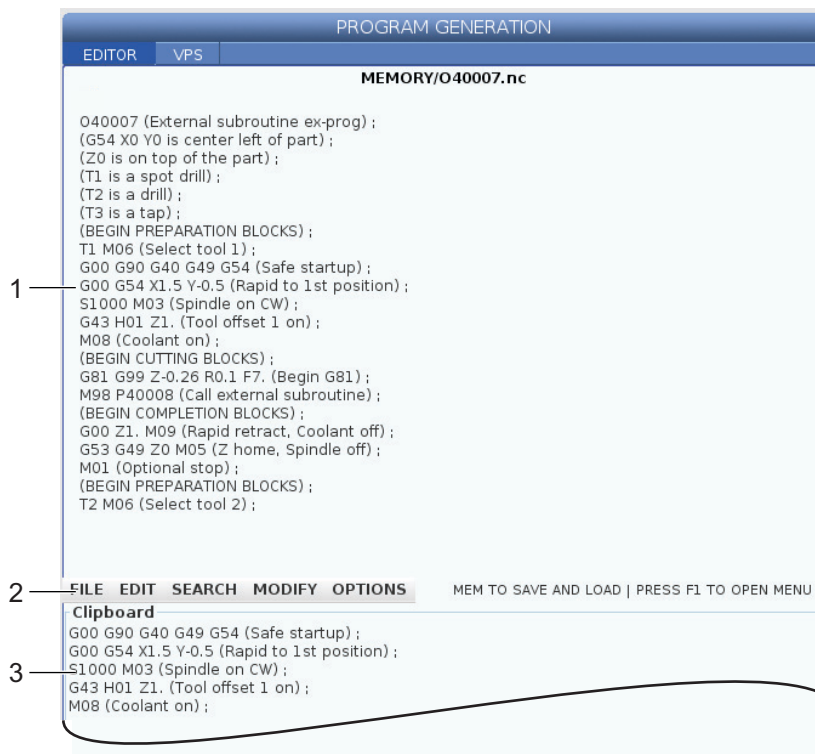 PROGRAM GENERATION
EDITOR VPS
MEMORY/O40007.nc
O40007 (External subroutine ex-prog) ;
(G54 X0 Y0 is center left of part) ;
(Z0 is on top of the part) ;
(T1 is a spot drill) ;
(T2 is a drill) ;
(T3 is a tap) ;
(BEGIN PREPARATION BLOCKS) ;
T1 M06 (Select tool 1) ;
G00 G90 G40 G49 G54 (Safe startup) ;
1 G00 G54 X1.5 Y-0.5 (Rapid to 1st position) ;
S1000 M03 (Spindle on CW) ;
G43 H01 Z1. (Tool offset 1 on) ;
M08 (Coolant on) ;
(BEGIN CUTTING BLOCKS) ;
G81 G99 Z-0.26 R0.1 F7. (Begin G81) ;
M98 P40008 (Call external subroutine) ;
(BEGIN COMPLETION BLOCKS) ;
G00 Z1. M09 (Rapid retract, Coolant off) ;
G53 G49 Z0 M05 (Z home, Spindle off) ;
M01 (Optional stop) ;
(BEGIN PREPARATION BLOCKS) ;
T2 M06 (Select tool 2) ;
2 FILE EDIT SEARCH MODIFY OPTIONS MEM TO SAVE AND LOAD | PRESS F1 TO OPEN MENU
Clipboard
G00 G90 G40 G49 G54 (Safe startup) ;
G00 G54 X1.5 Y-0.5 (Rapid to 1st position) ;
3 S1000 M03 (Spindle on CW) ;
G43 H01 Z1. (Tool offset 1 on) ;
M08 (Coolant on) ;